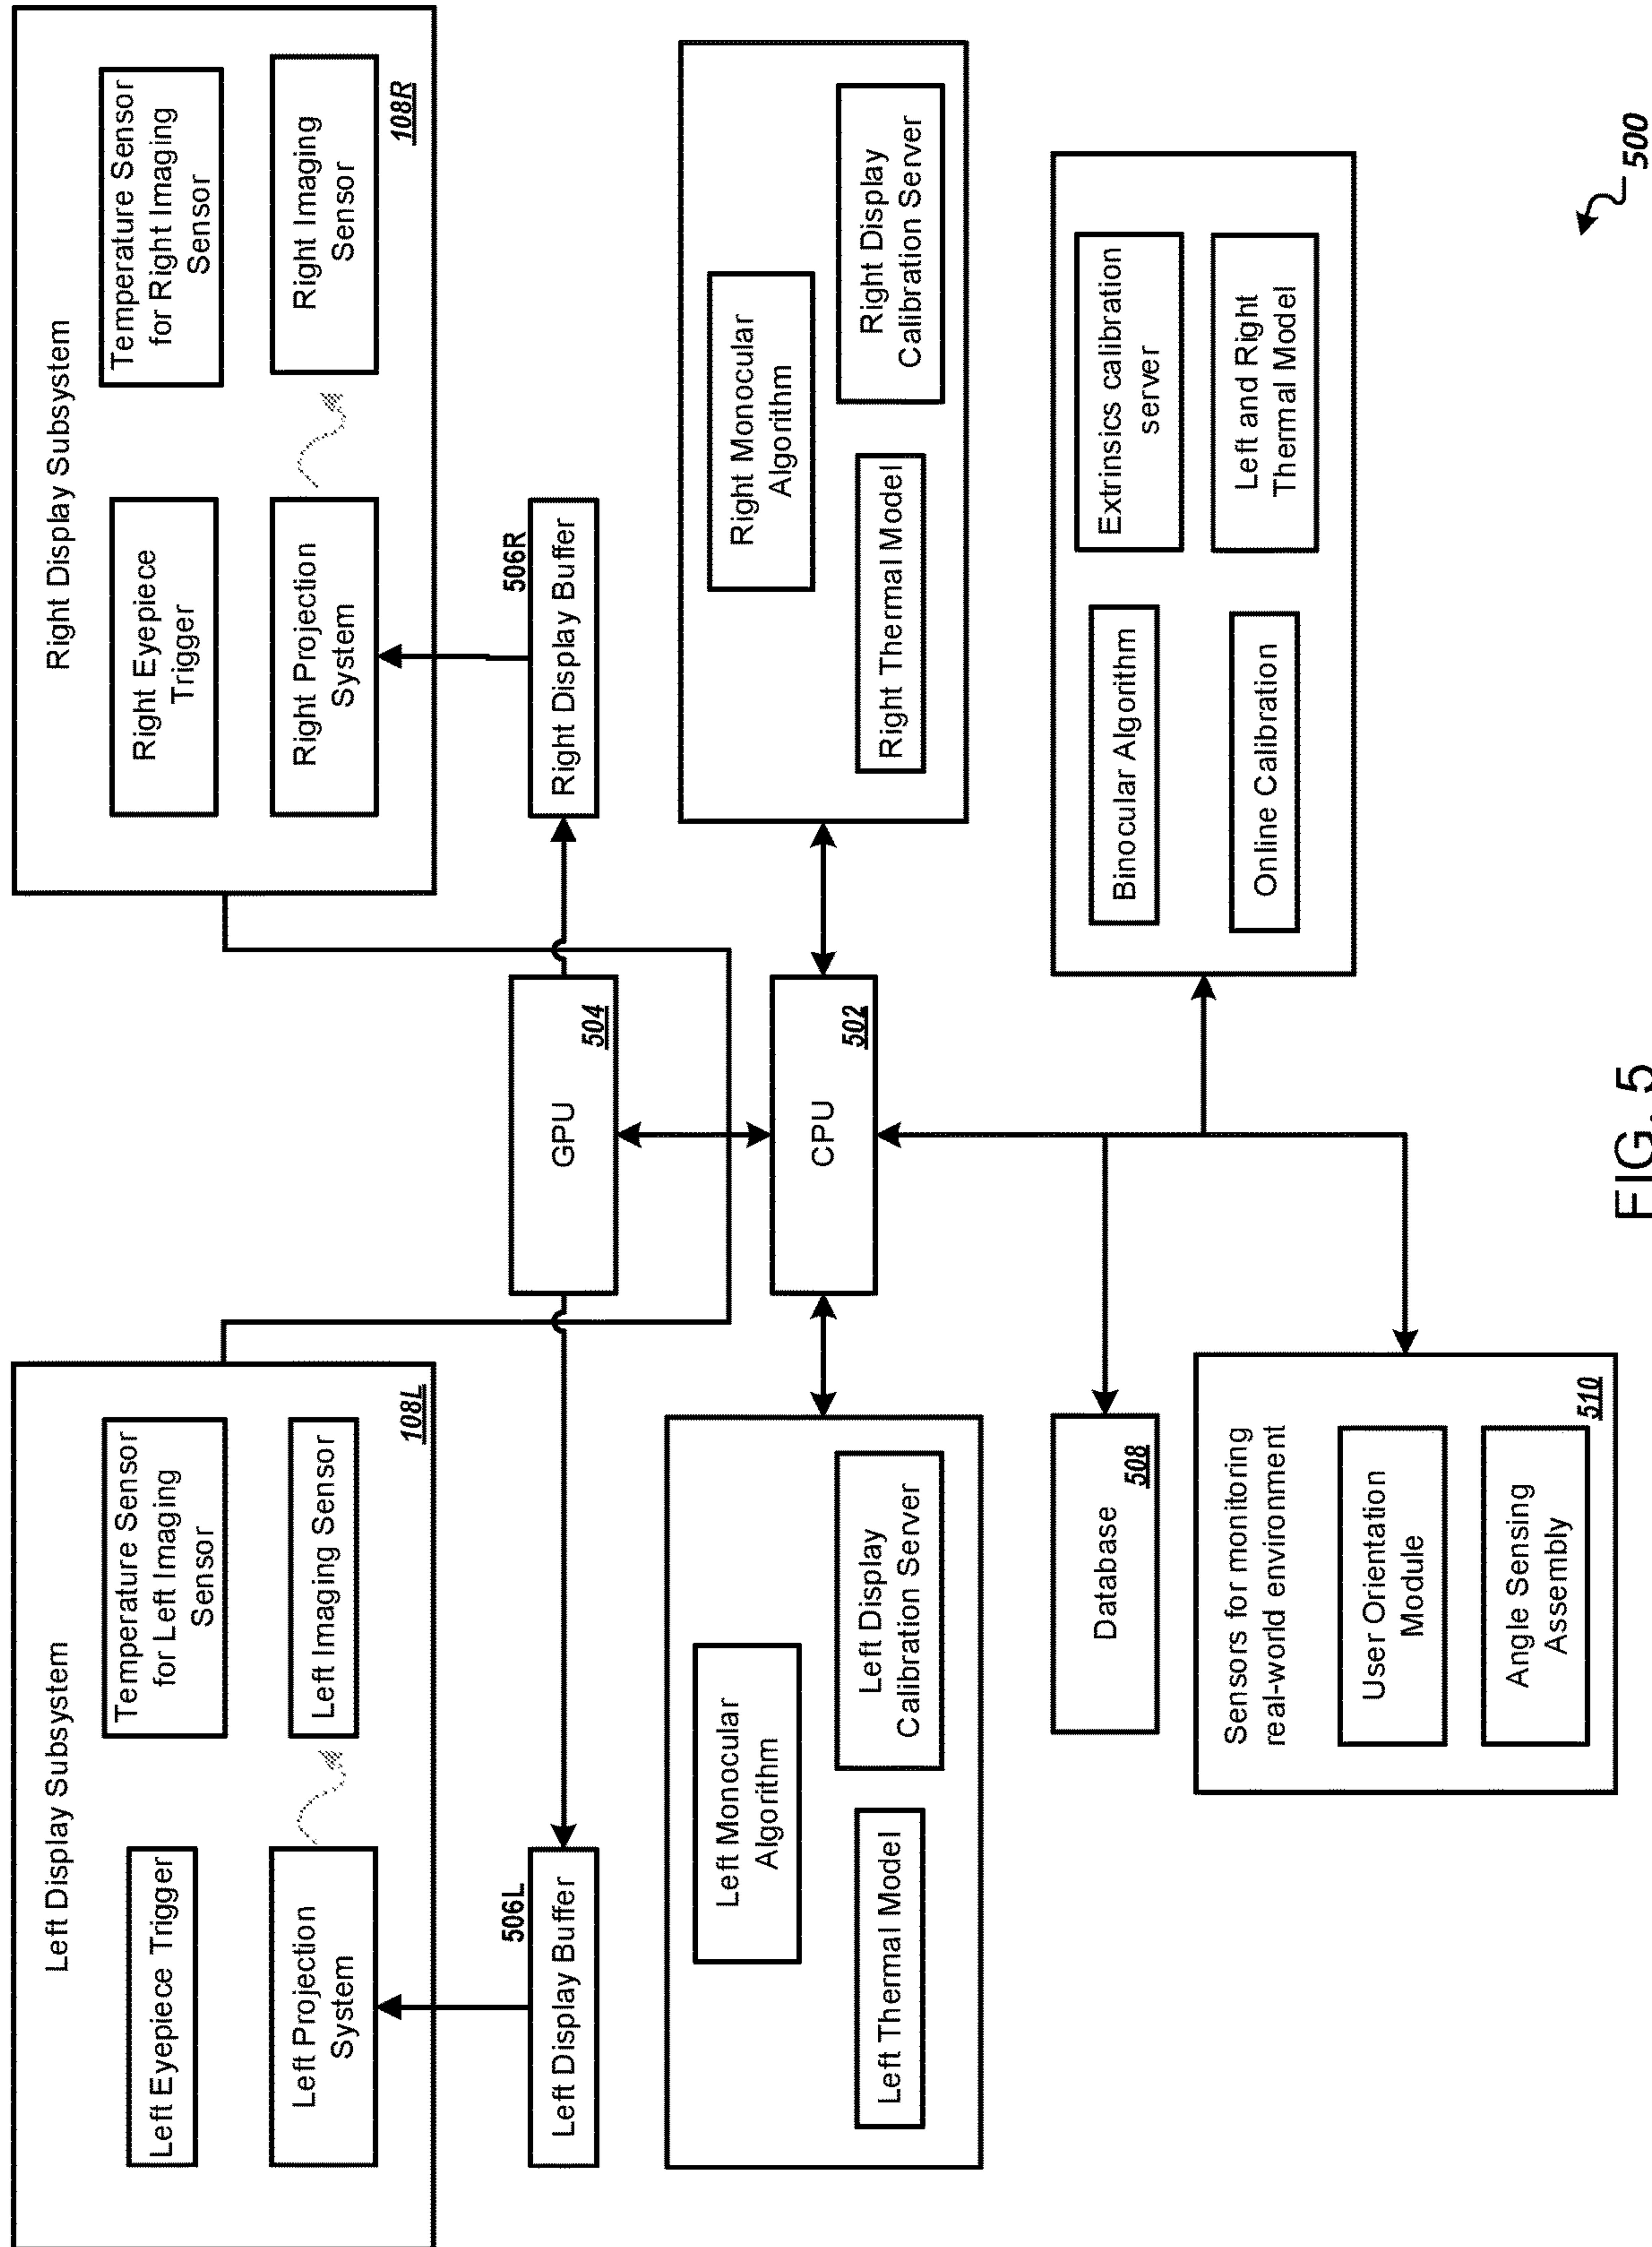 Left Display Subsystem
Left Eyepiece Trigger
Temperature Sensor
for Left Imaging
Sensor
Left Projection
System
Left Imaging Sensor
108L
Right Display Subsystem
Right Eyepiece
Trigger
Temperature Sensor
for Right Imaging
Sensor
Right Projection
System
Right Imaging
Sensor
108R
506L
Left Display Buffer
GPU
504
506R
Right Display Buffer
Left Monocular
Algorithm
Left Thermal Model
Left Display
Calibration Server
CPU
502
Right Monocular
Algorithm
Right Thermal Model
Right Display
Calibration Server
Database
508
Binocular Algorithm
Extrinsics calibration
server
Online Calibration
Left and Right
Thermal Model
Sensors for monitoring
real-world environment
User Orientation
Module
Angle Sensing
Assembly
510
500
FIG. 5